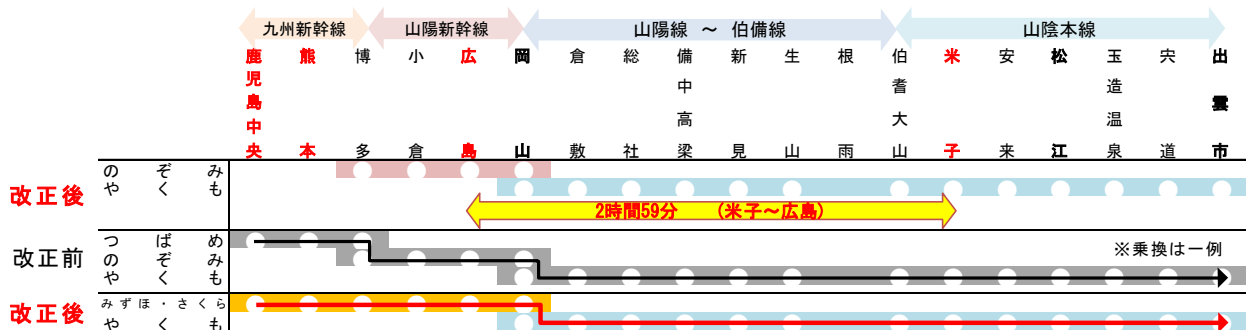 九州新幹線 山陽新幹線 山陽線 ～ 伯備線 山陰本線
鹿児島中央 熊本 博多 小倉 広島 岡山 倉敷 総社 備中高梁 新見 生山 根雨 伯耆大山 米子 安来 松江 玉造温泉 宍道 出雲市
改正後
のぞみ
やくも
2時間59分 (米子～広島)
改正前
つばめ
のぞみ
やくも
※乗換は一例
改正後
みずほ・さくら
やくも